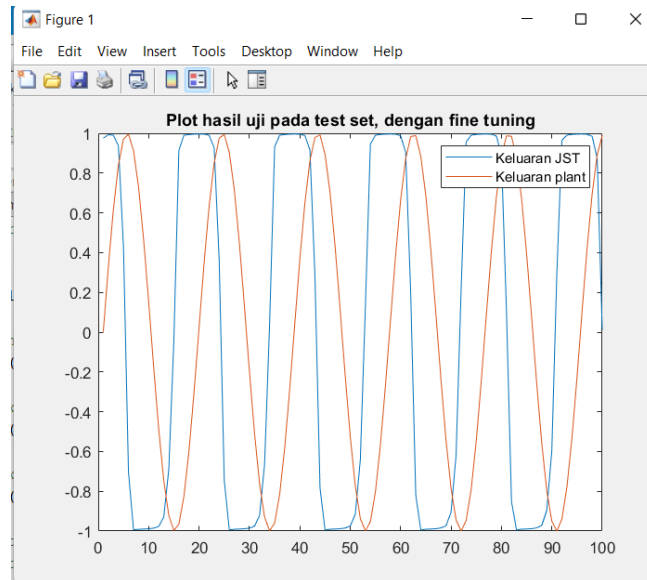 Figure 1
File Edit View Insert Tools Desktop Window Help
Plot hasil uji pada test set, dengan fine tuning
Keluaran JST
Keluaran plant
1
0.8
0.6
0.4
0.2
0
-0.2
-0.4
-0.6
-0.8
-1
0 10 20 30 40 50 60 70 80 90 100